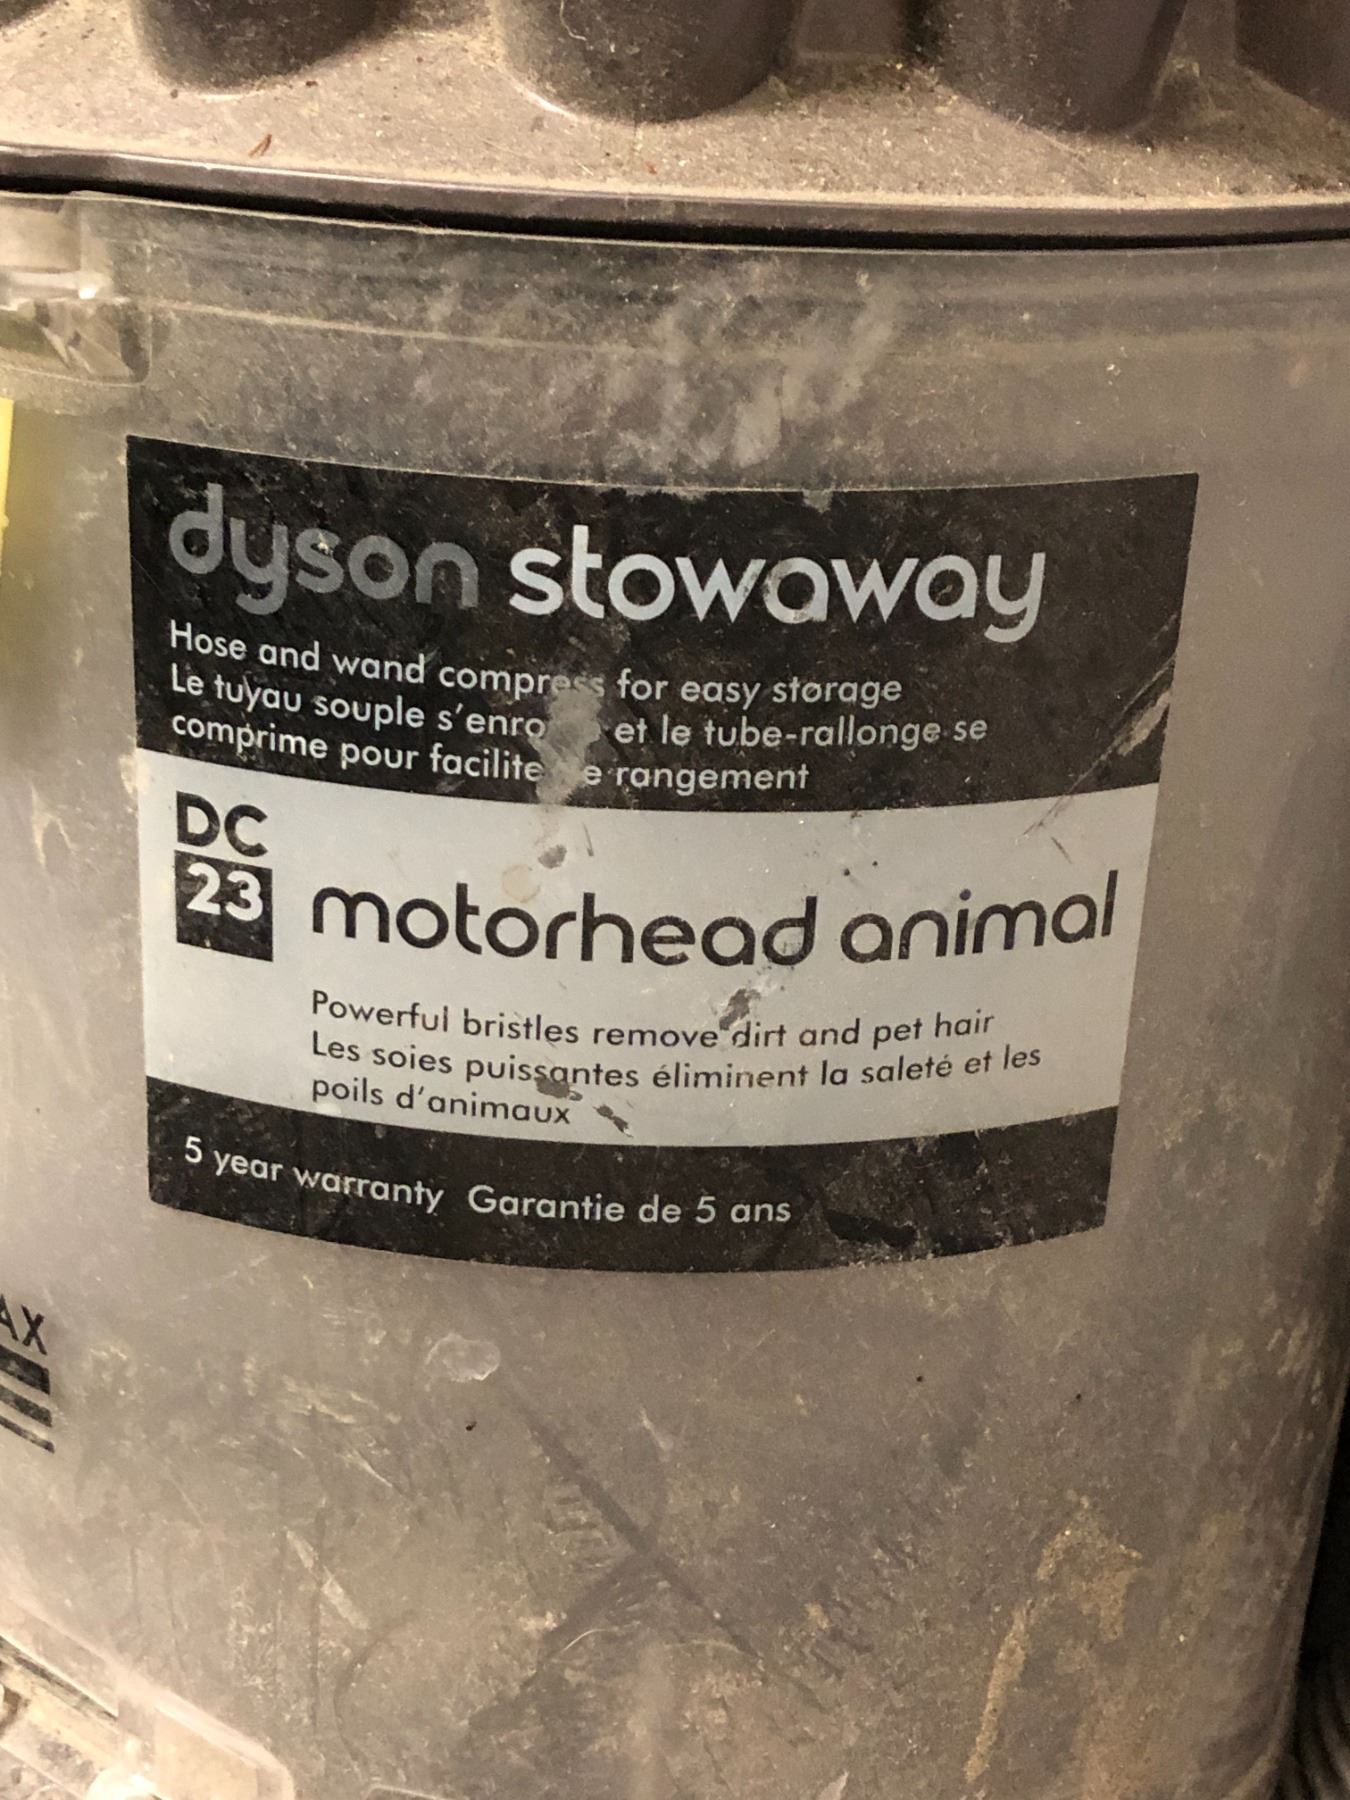 dyson stowaway
Hose and wand compress for easy storage
Le tuyau souple s'enro et le tube-rallonge se
comprime pour facilite e rangement
DC
23
motorhead animal
Powerful bristles remove dirt and pet hair
Les soies puissantes éliminent la saleté et les
poils d'animaux
5 year warranty Garantie de 5 ans
AX